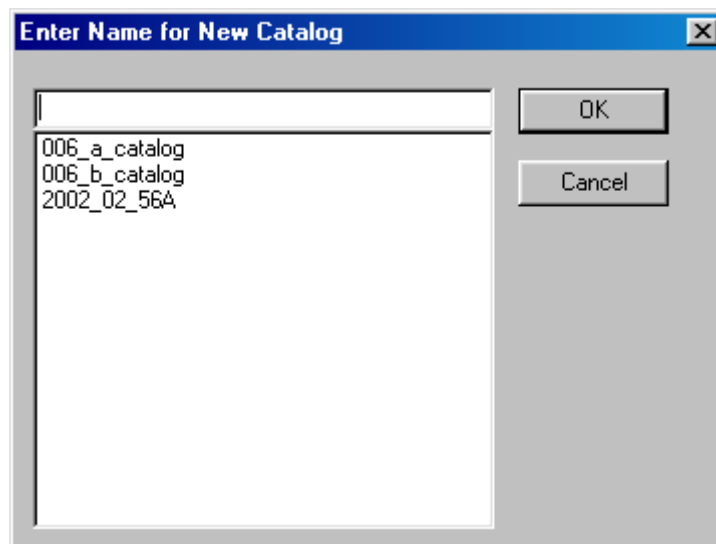 Enter Name for New Catalog
OK
006_a_catalog
006_b_catalog
2002_02_56A
Cancel